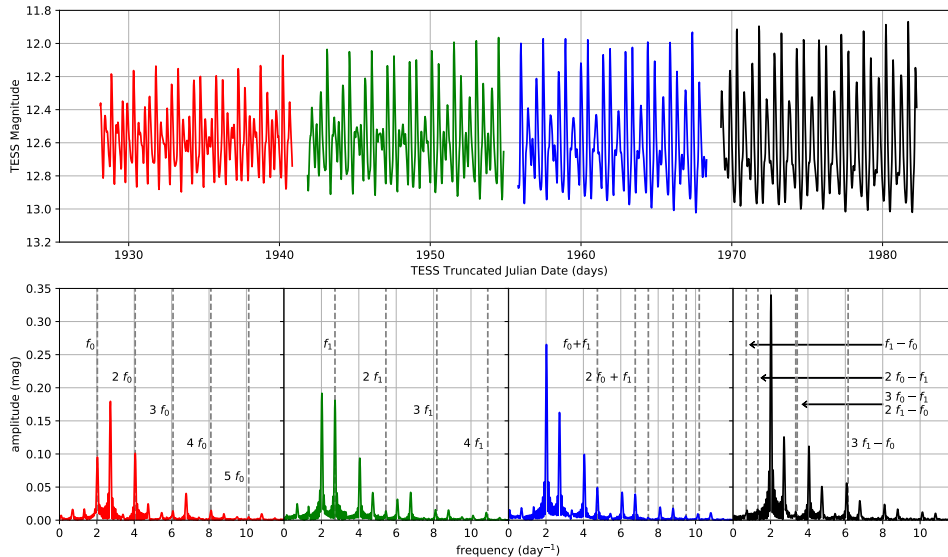 11.8
12.0
12.2
12.4
12.6
12.8
13.0
13.2
TESS Magnitude
1930 1940 1950 1960 1970 1980
TESS Truncated Julian Date (days)
0.35
0.30
0.25
0.20
0.15
0.10
0.05
0.00
amplitude (mag)
f₀
2 f₀
3 f₀
4 f₀
5 f₀
f₁
2 f₁
3 f₁
4 f₁
f₀+f₁
2 f₀ + f₁
f₁−f₀
2 f₀−f₁
3 f₀−f₁
2 f₁−f₀
3 f₁−f₀
0 2 4 6 8 10 0 2 4 6 8 10 0 2 4 6 8 10 0 2 4 6 8 10
frequency (day⁻¹)